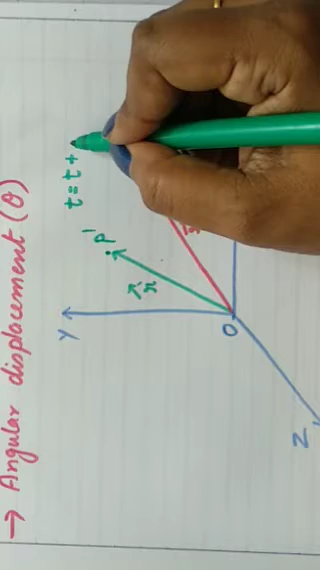 → Angular displacement (θ)
t = t +
p'
Y
O
Z